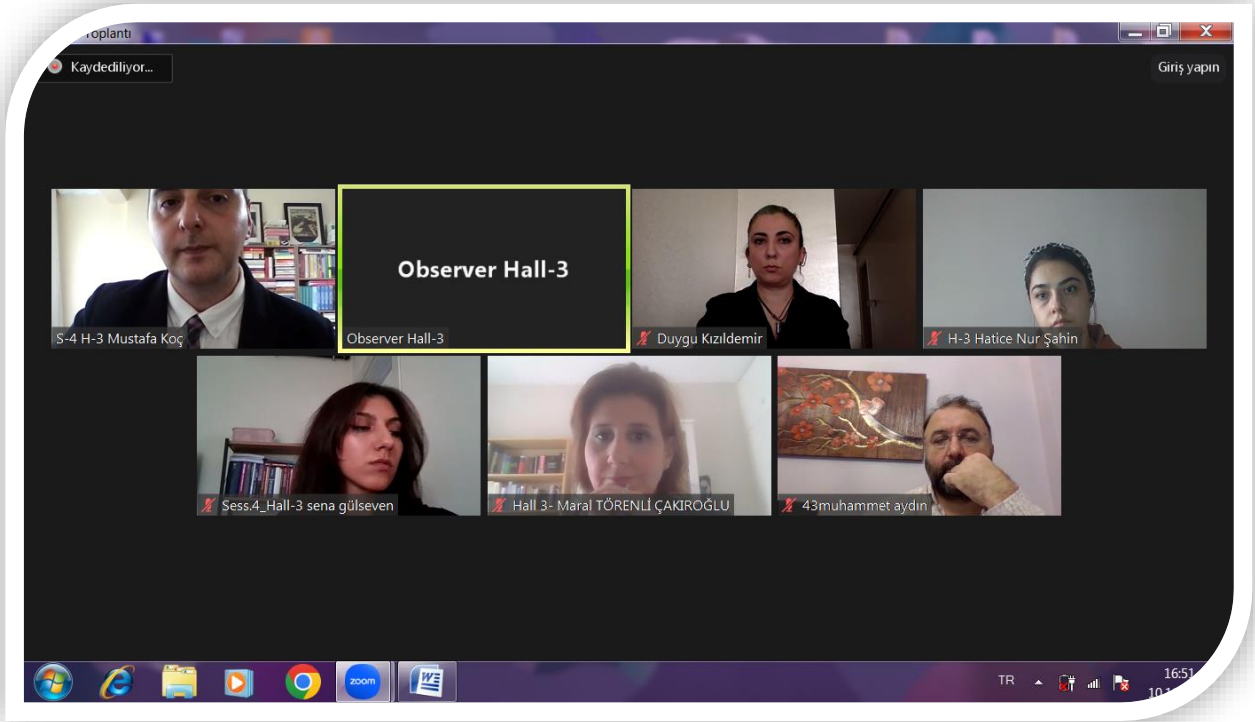 Toplantı
Kaydediliyor...
Giriş yapın
S-4 H-3 Mustafa Koç
Observer Hall-3
Observer Hall-3
Duygu Kızıldemir
H-3 Hatice Nur Şahin
Sess.4_Hall-3 sena gülseven
Hall 3- Maral TÖRENLİ ÇAKIROĞLU
43muhammet aydın
zoom
W
TR
16:51